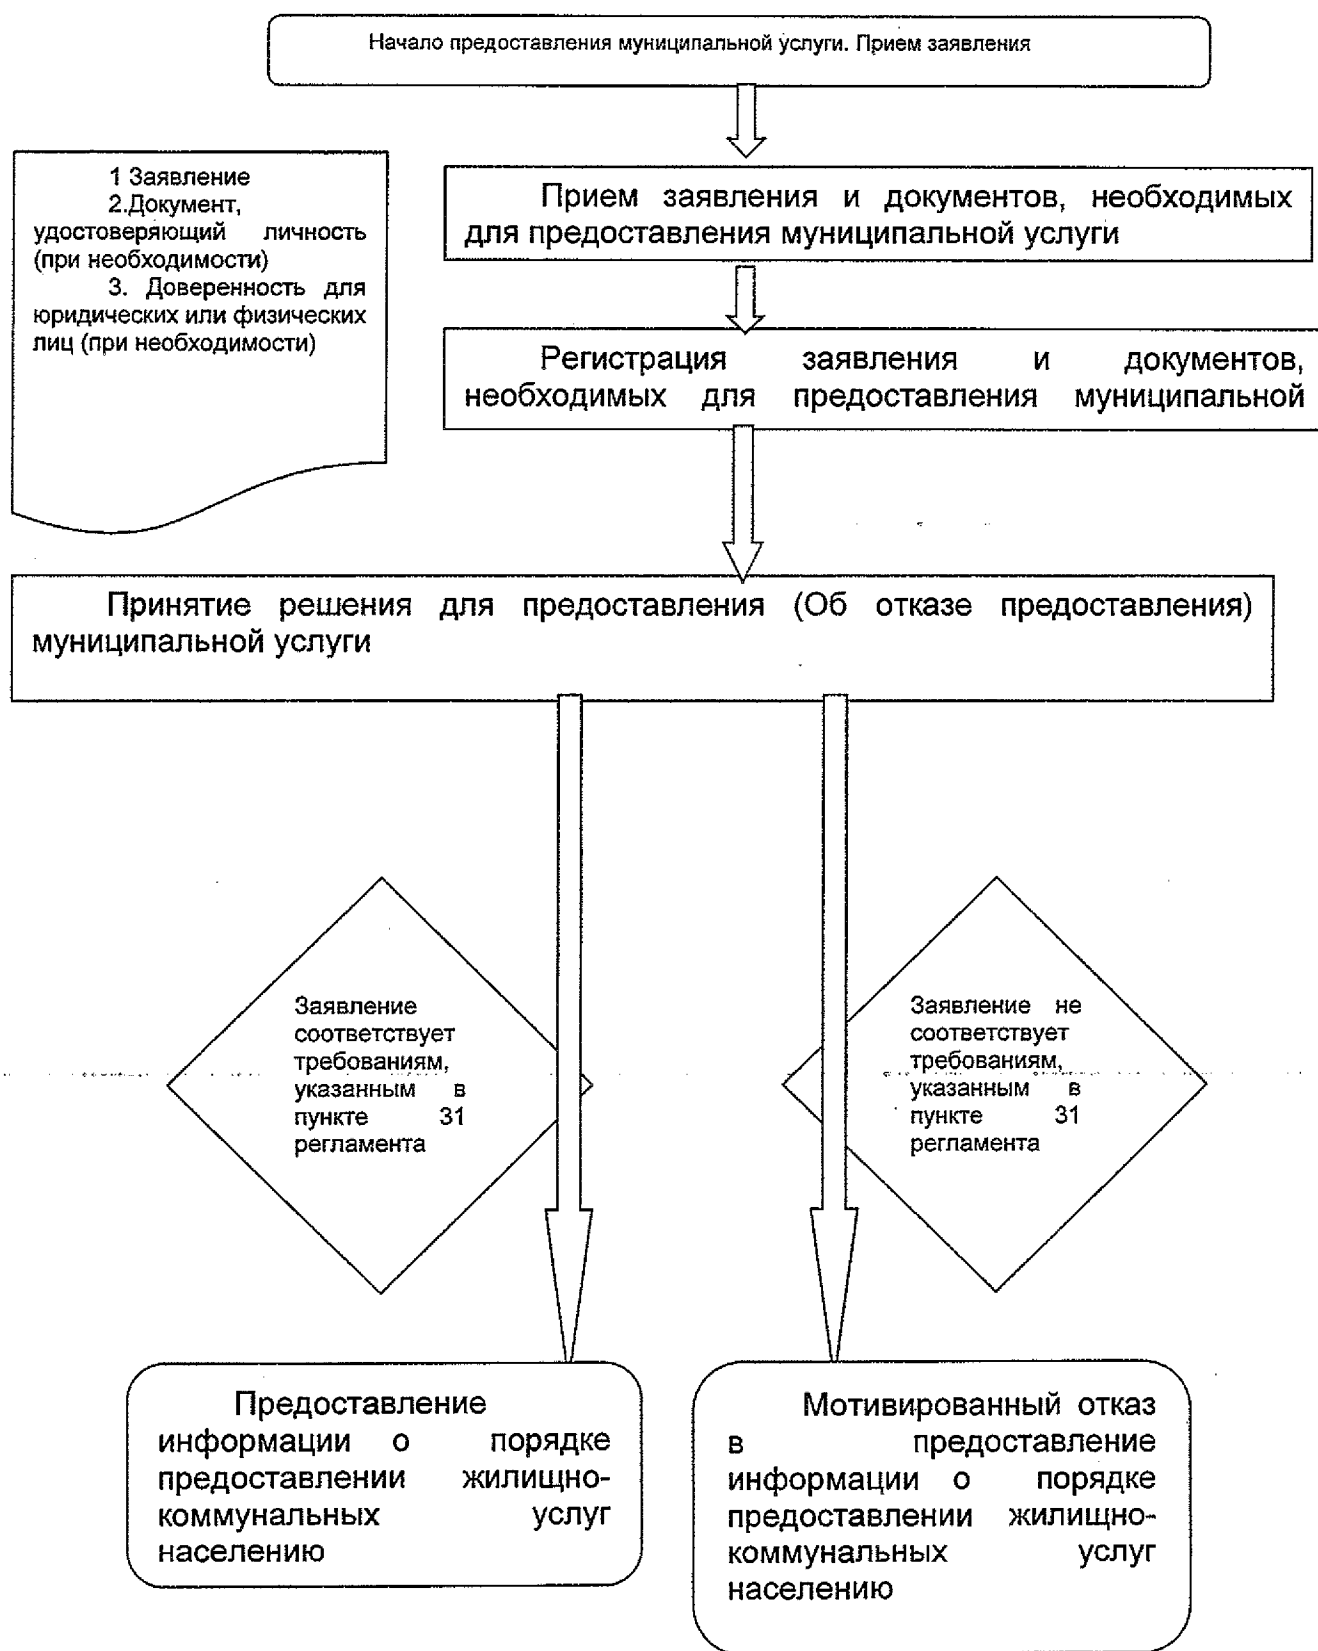 Начало предоставления муниципальной услуги. Прием заявления
1 Заявление
2.Документ,
удостоверяющий личность
(при необходимости)
3. Доверенность для
юридических или физических
лиц (при необходимости)
Прием заявления и документов, необходимых
для предоставления муниципальной услуги
Регистрация заявления и документов,
необходимых для предоставления муниципальной
Принятие решения для предоставления (Об отказе предоставления)
муниципальной услуги
Заявление
соответствует
требованиям,
указанным в
пункте 31
регламента
Заявление не
соответствует
требованиям,
указанным в
пункте 31
регламента
Предоставление
информации о порядке
предоставлении жилищно-
коммунальных услуг
населению
Мотивированный отказ
в предоставление
информации о порядке
предоставлении жилищно-
коммунальных услуг
населению